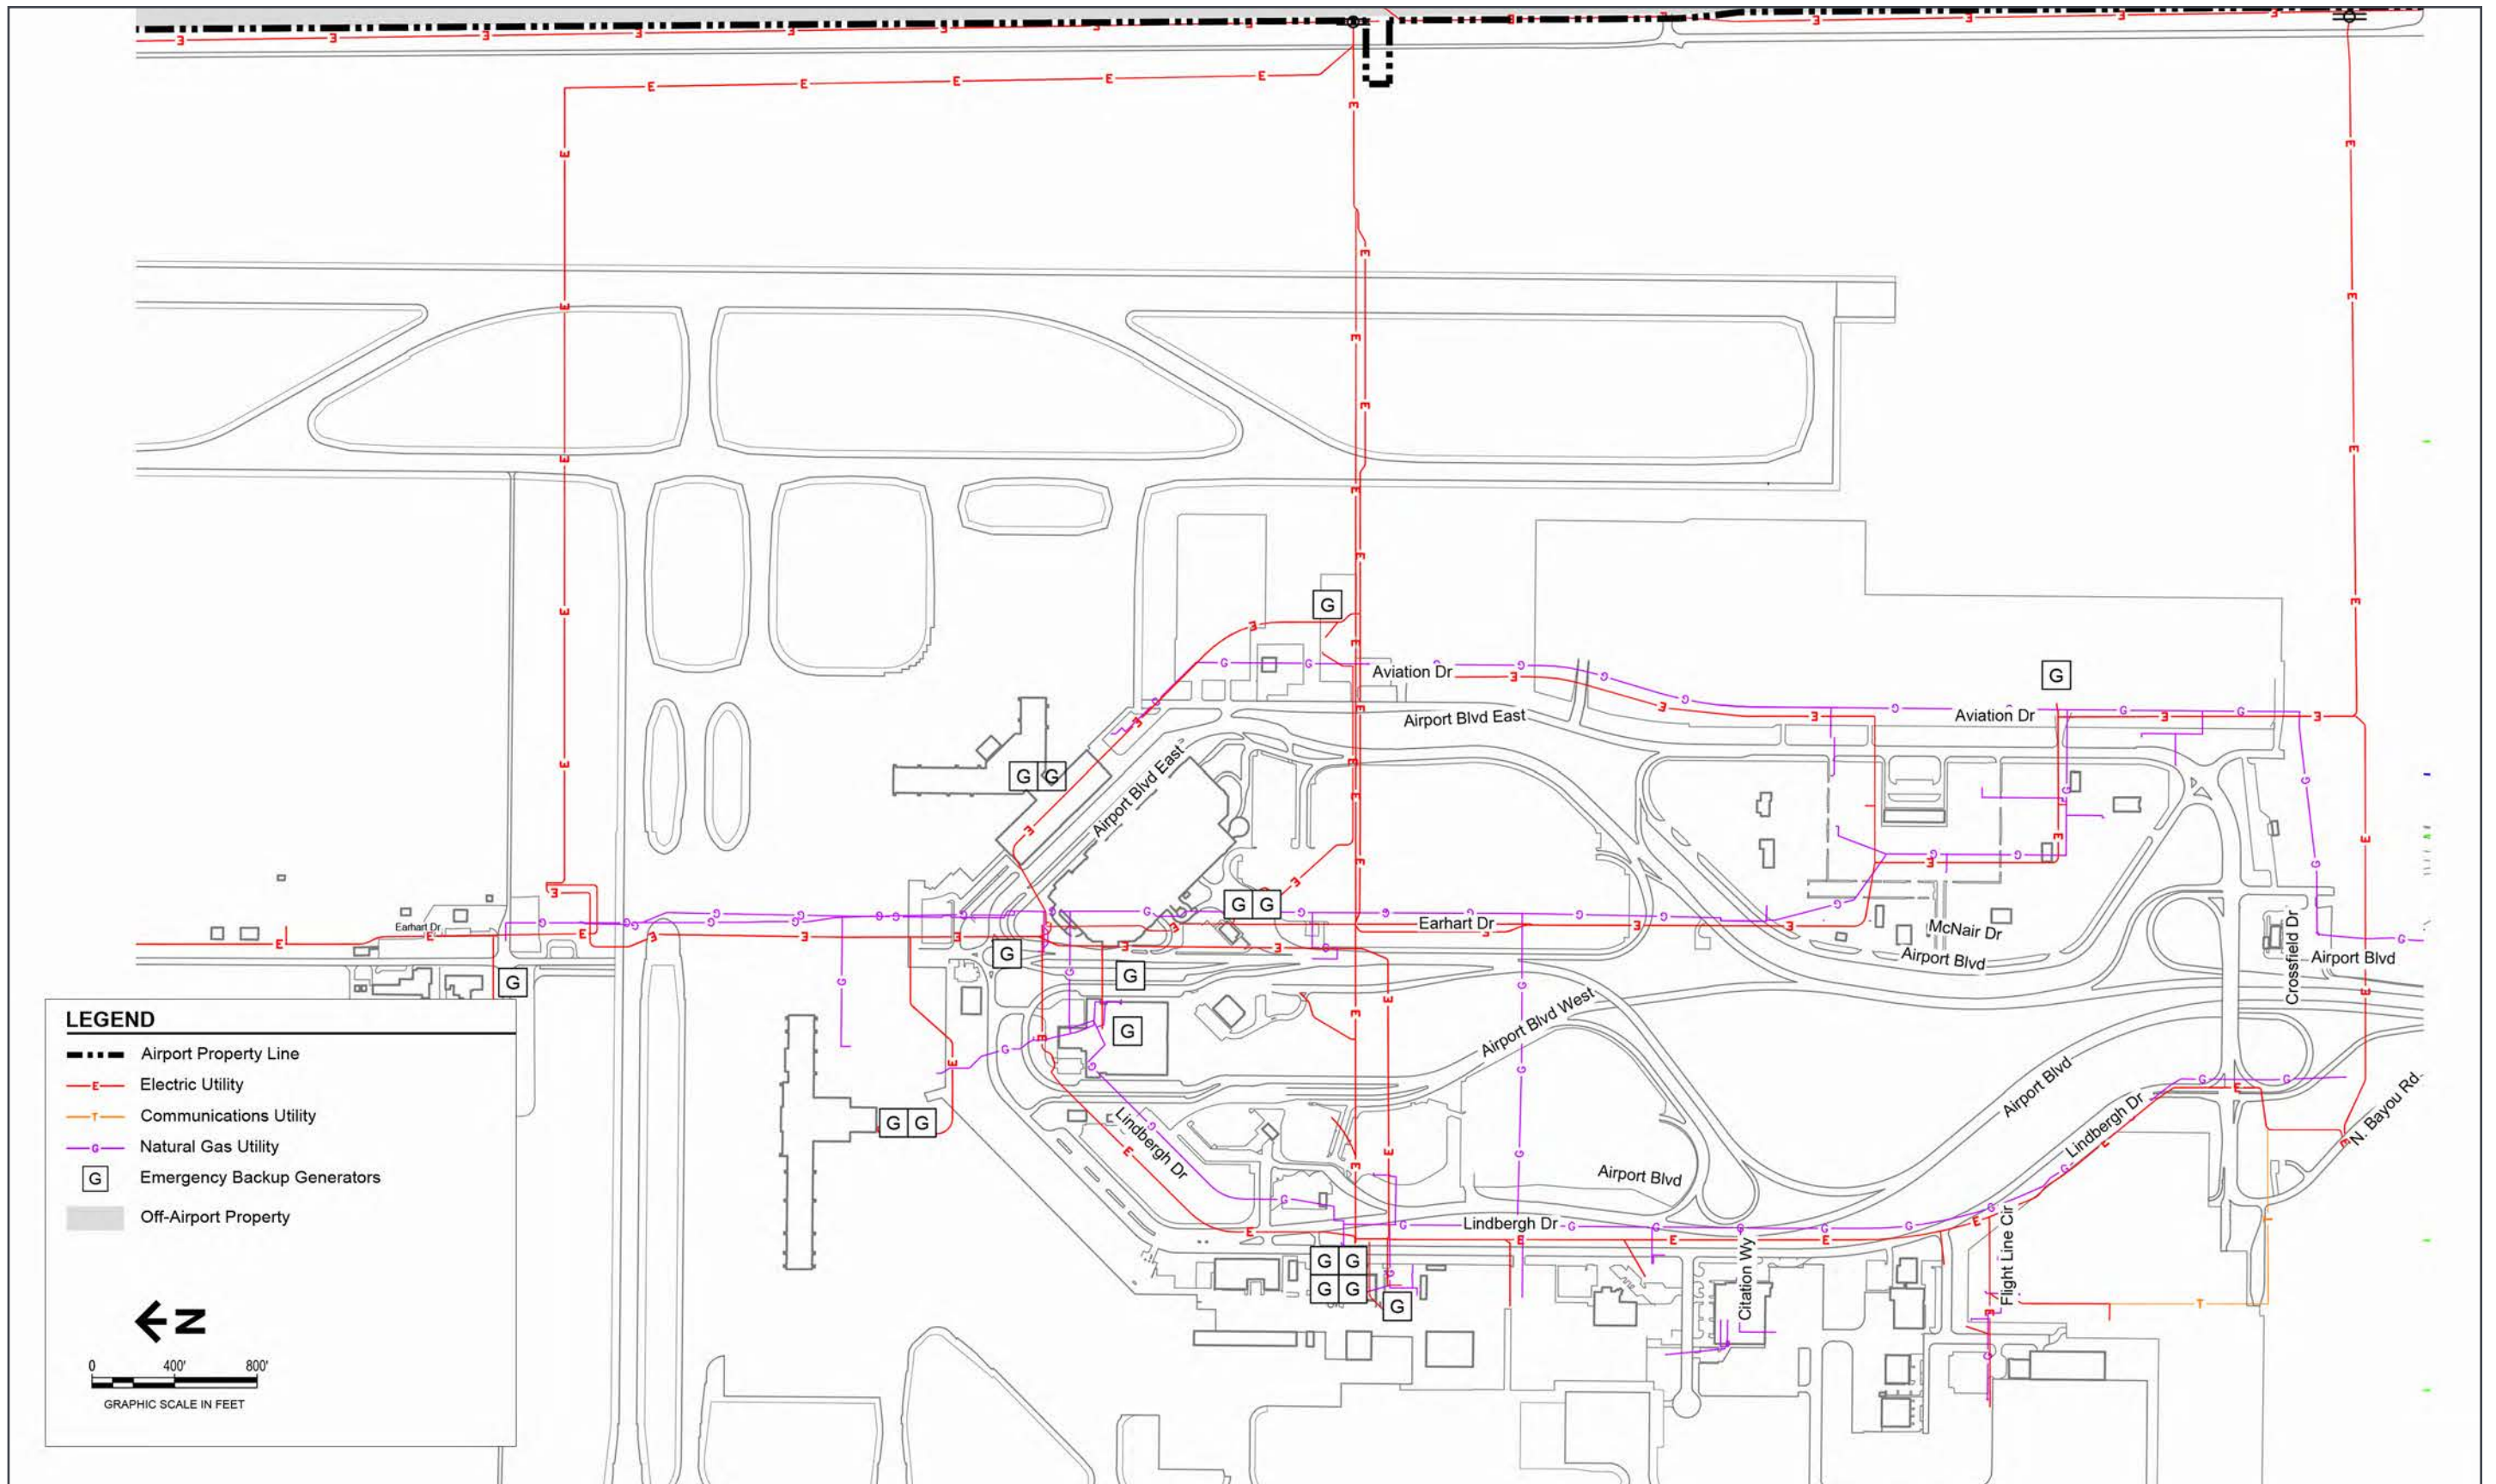 Aviation Dr
Airport Blvd East
Aviation Dr
Airport Blvd East
Earhart Dr
Earhart Dr
McNair Dr
Airport Blvd
Crossfield Dr
Airport Blvd
Airport Blvd West
Airport Blvd
Lindbergh Dr
N. Bayou Rd
Lindbergh Dr
Airport Blvd
Lindbergh Dr
Citation Wy
Flight Line Cir
G
G
G G
G G
G
G
G
G
G G
G G
G G
G
E
G
T
LEGEND
Airport Property Line
E Electric Utility
T Communications Utility
G Natural Gas Utility
G Emergency Backup Generators
Off-Airport Property
N
0 400' 800'
GRAPHIC SCALE IN FEET